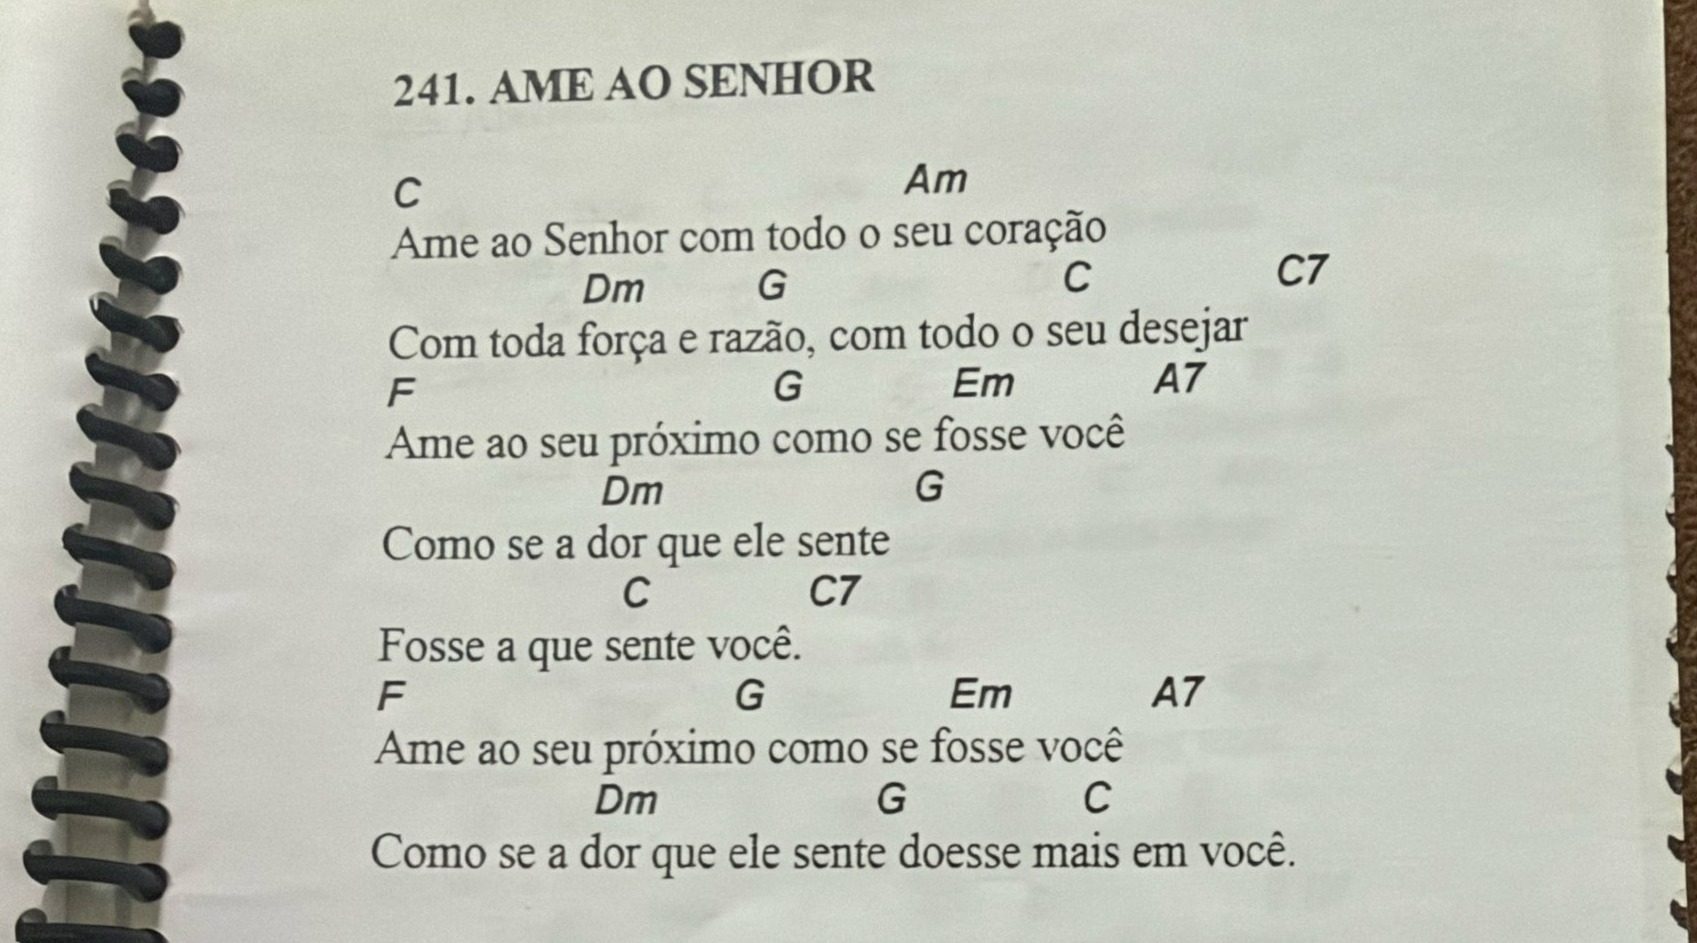 241. AME AO SENHOR
C Am
Ame ao Senhor com todo o seu coração
Dm G C C7
Com toda força e razão, com todo o seu desejar
F G Em A7
Ame ao seu próximo como se fosse você
Dm G
Como se a dor que ele sente
C C7
Fosse a que sente você.
F G Em A7
Ame ao seu próximo como se fosse você
Dm G C
Como se a dor que ele sente doesse mais em você.